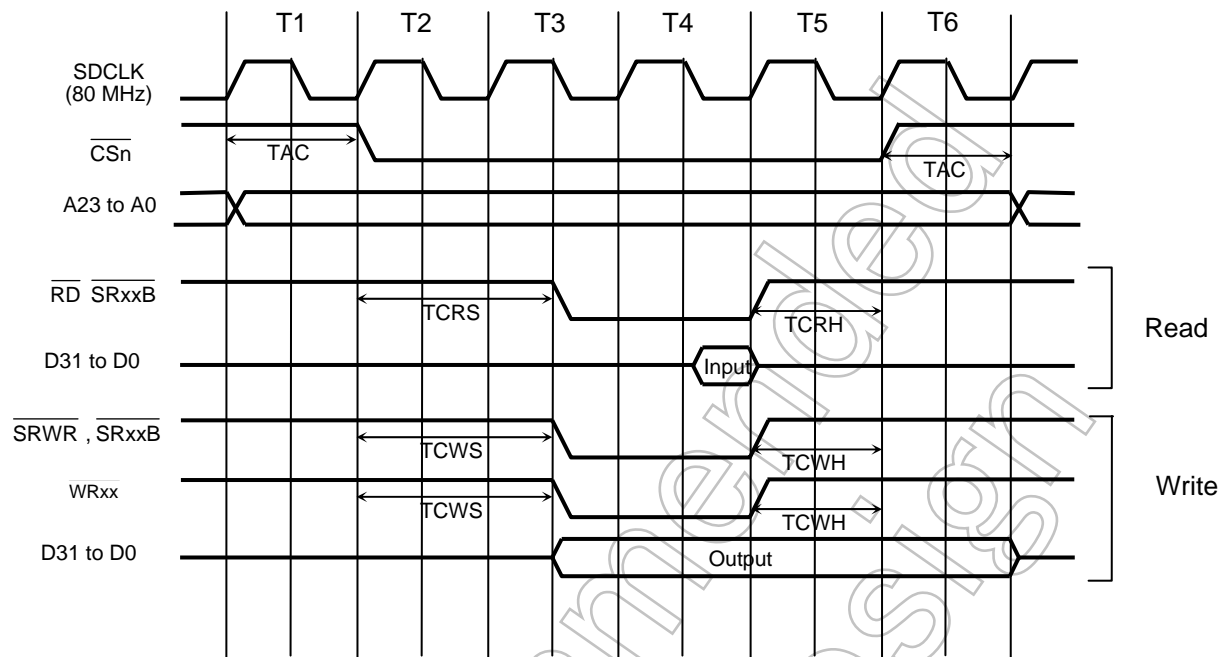 T1 T2 T3 T4 T5 T6
SDCLK
(80 MHz)
CSn
TAC TAC
A23 to A0
RD SRxxB
TCRS TCRH
Read
D31 to D0
Input
SRWR , SRxxB
TCWS TCWH
WRxx
Write
TCWS TCWH
D31 to D0
Output